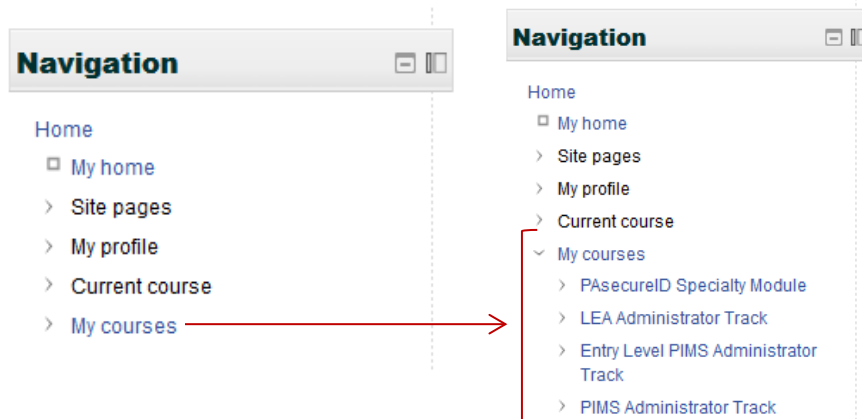 Navigation
Home
My home
Site pages
My profile
Current course
My courses
Navigation
Home
My home
Site pages
My profile
Current course
My courses
PAsecureID Specialty Module
LEA Administrator Track
Entry Level PIMS Administrator
Track
PIMS Administrator Track